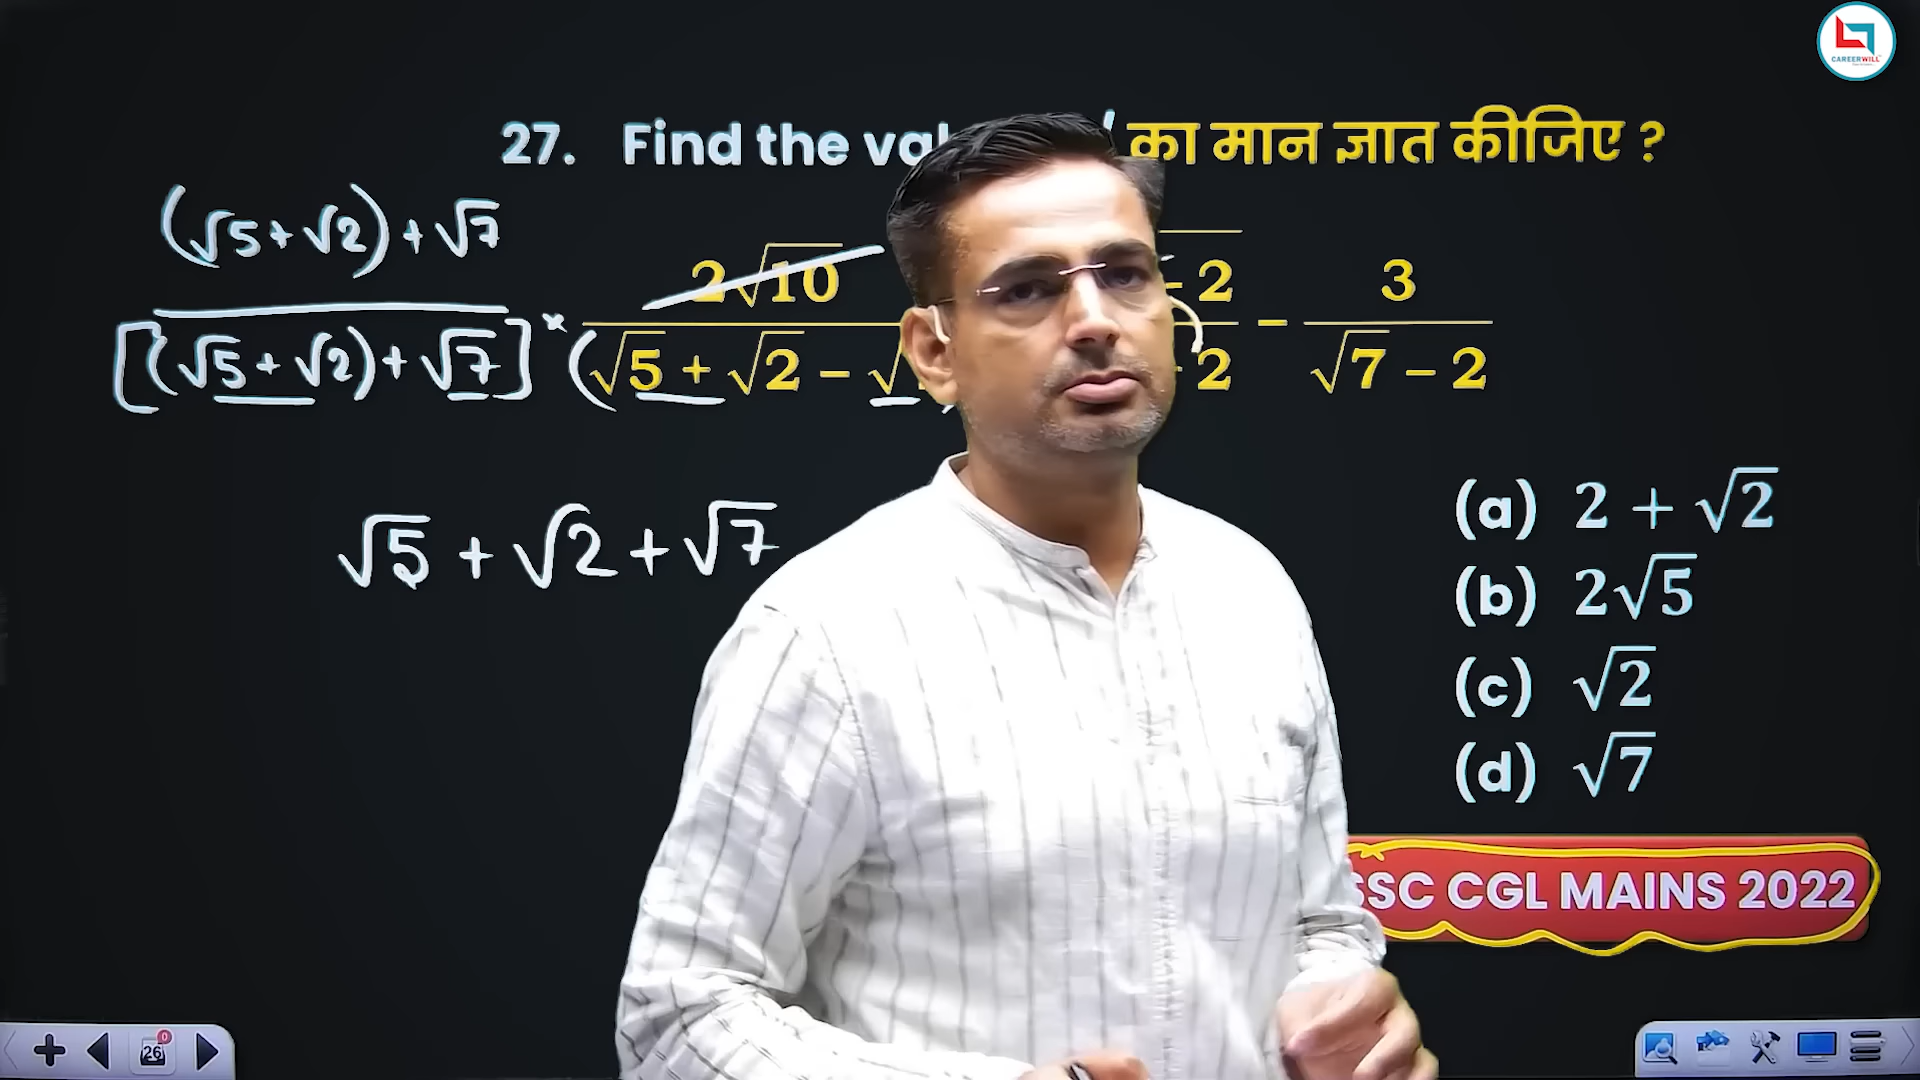 CAREERWILL
27. Find the का मान ज्ञात कीजिए ?
(√5+√2)+√7 / [(√5+√2)+√7] × 2√10 / (√5 + √2 − √ - 2 / 2 - 3 / √7 − 2
√5 + √2 + √7
(a) 2 + √2
(b) 2√5
(c) √2
(d) √7
SSC CGL MAINS 2022
26
0